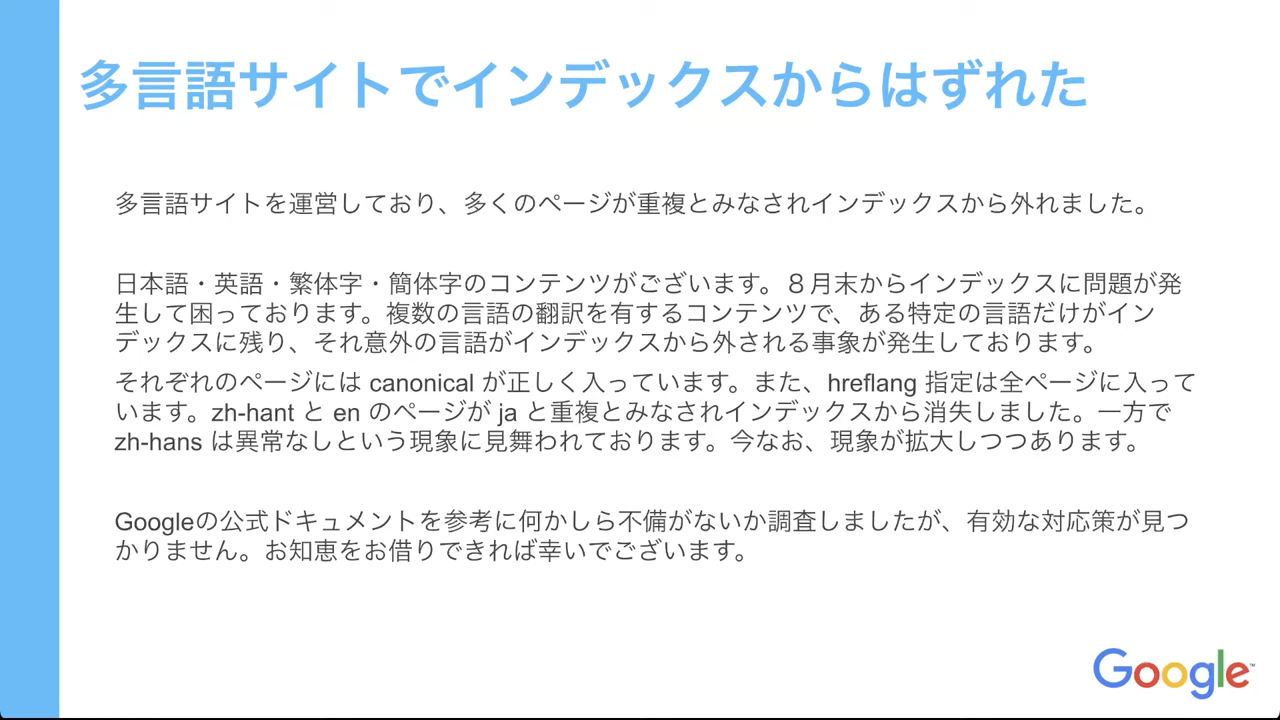 多言語サイトでインデックスからはずれた
多言語サイトを運営しており、多くのページが重複とみなされインデックスから外れました。
日本語・英語・繁体字・簡体字のコンテンツがございます。８月末からインデックスに問題が発
生して困っております。複数の言語の翻訳を有するコンテンツで、ある特定の言語だけがイン
デックスに残り、それ意外の言語がインデックスから外される事象が発生しております。
それぞれのページには canonical が正しく入っています。また、hreflang 指定は全ページに入って
います。zh-hant と en のページが ja と重複とみなされインデックスから消失しました。一方で
zh-hans は異常なしという現象に見舞われております。今なお、現象が拡大しつつあります。
Googleの公式ドキュメントを参考に何かしら不備がないか調査しましたが、有効な対応策が見つ
かりません。お知恵をお借りできれば幸いでございます。
Google™